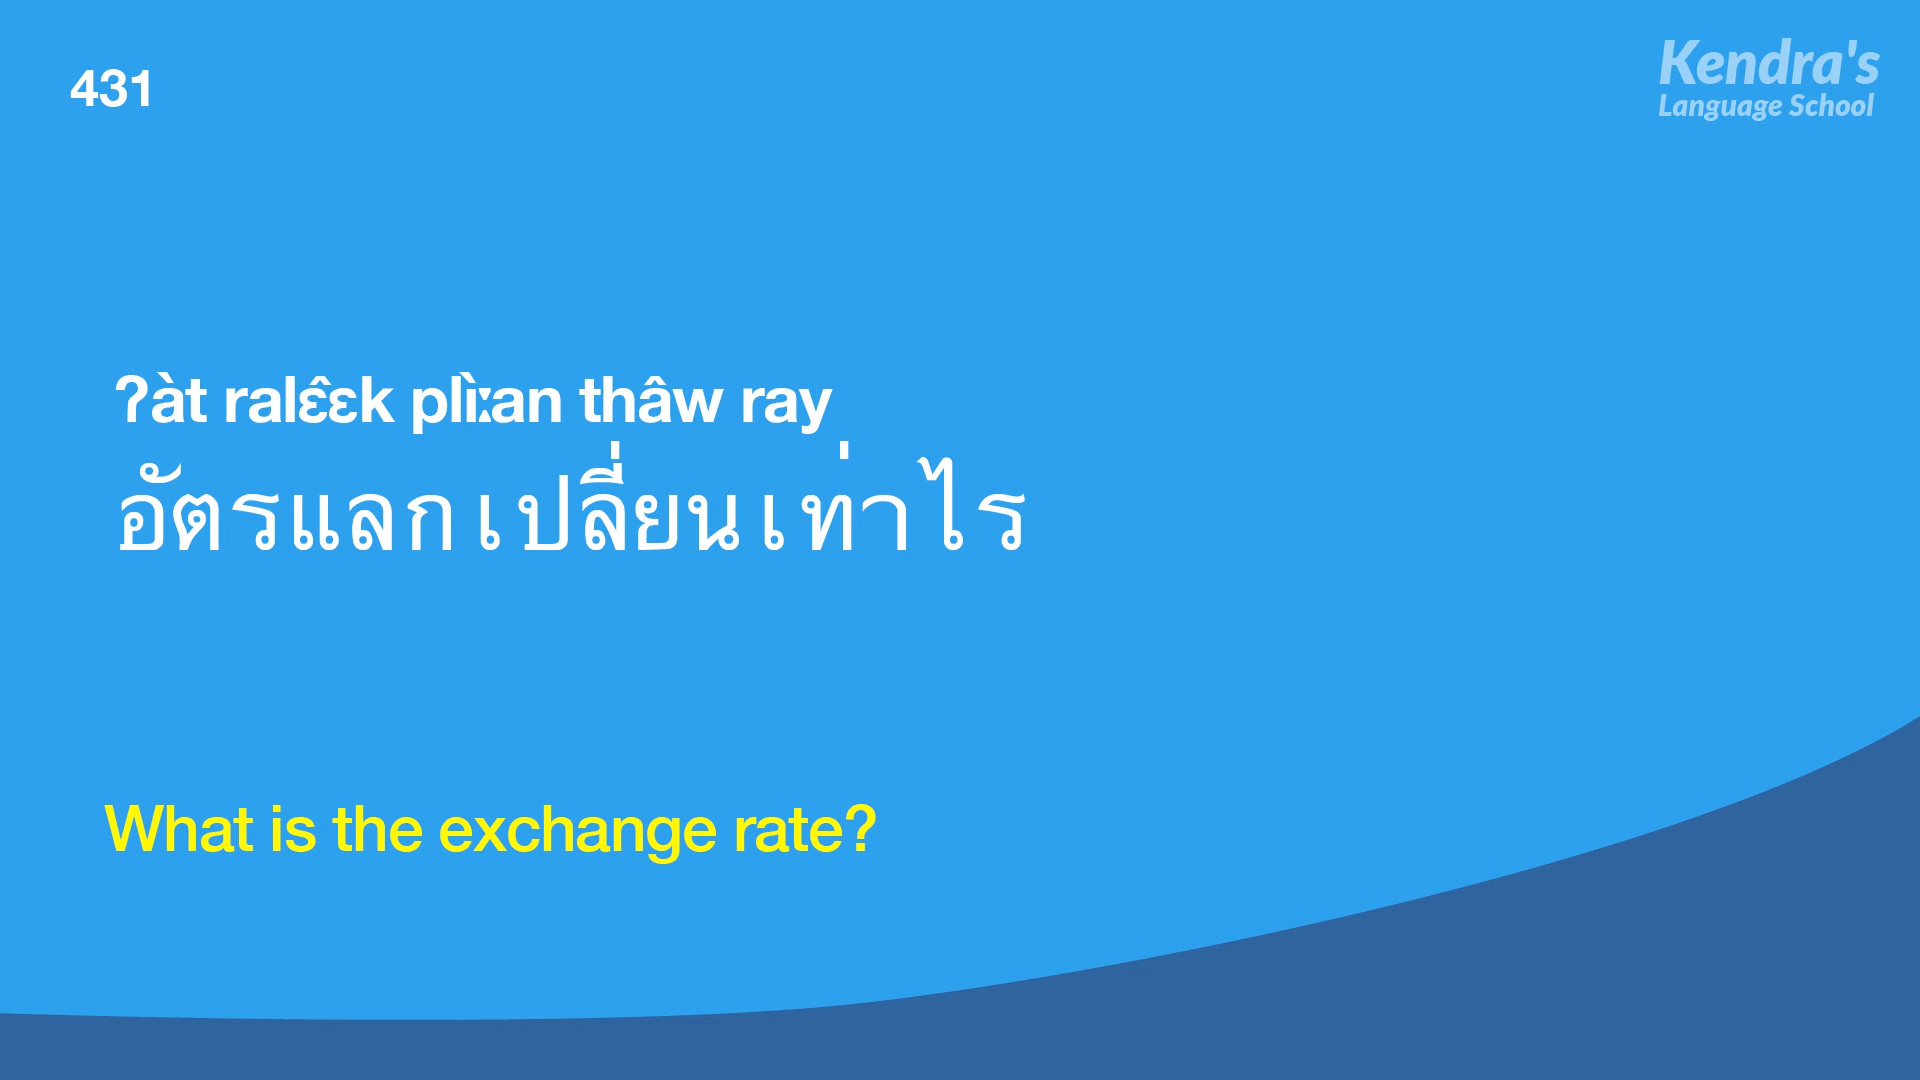 431
Kendra's
Language School
ʔàt ralɛ̂ɛk plìːan thâw ray
อัตรแลกเปลี่ยนเท่าไร
What is the exchange rate?